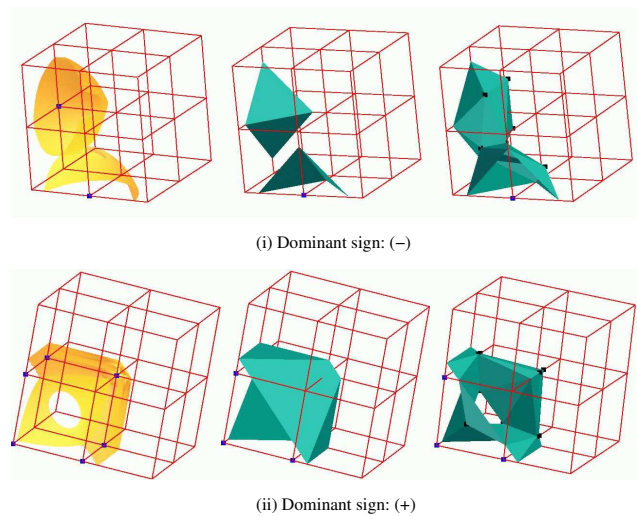 (i) Dominant sign: (−)
(ii) Dominant sign: (+)